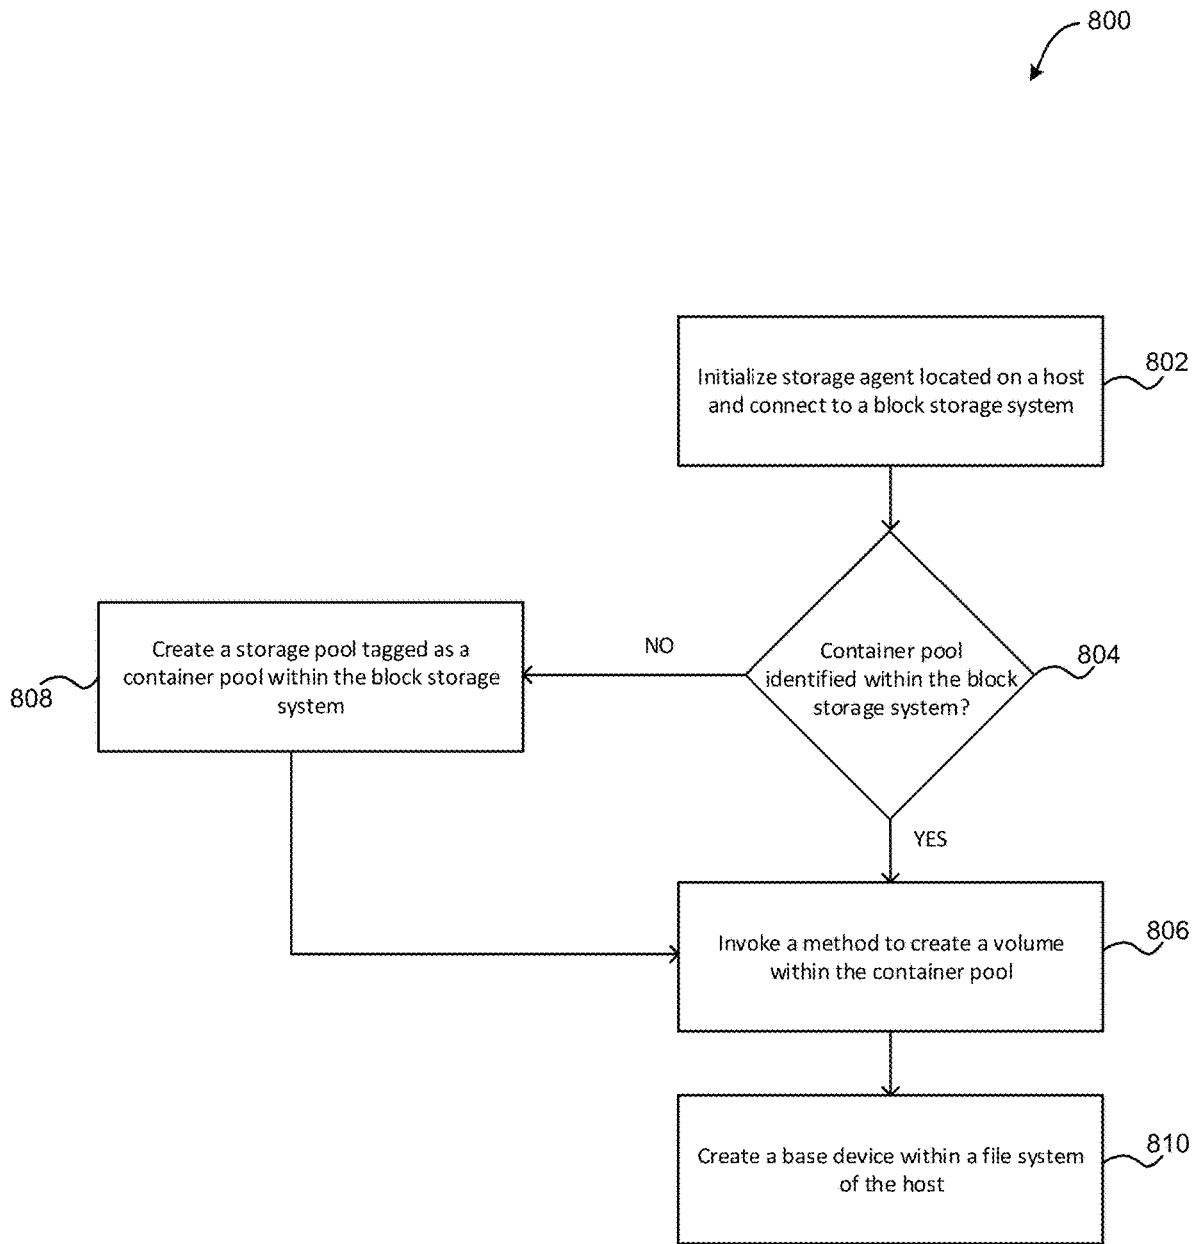 800
Initialize storage agent located on a host
and connect to a block storage system
802
Container pool
identified within the block
storage system?
804
NO
Create a storage pool tagged as a
container pool within the block storage
system
808
YES
Invoke a method to create a volume
within the container pool
806
Create a base device within a file system
of the host
810